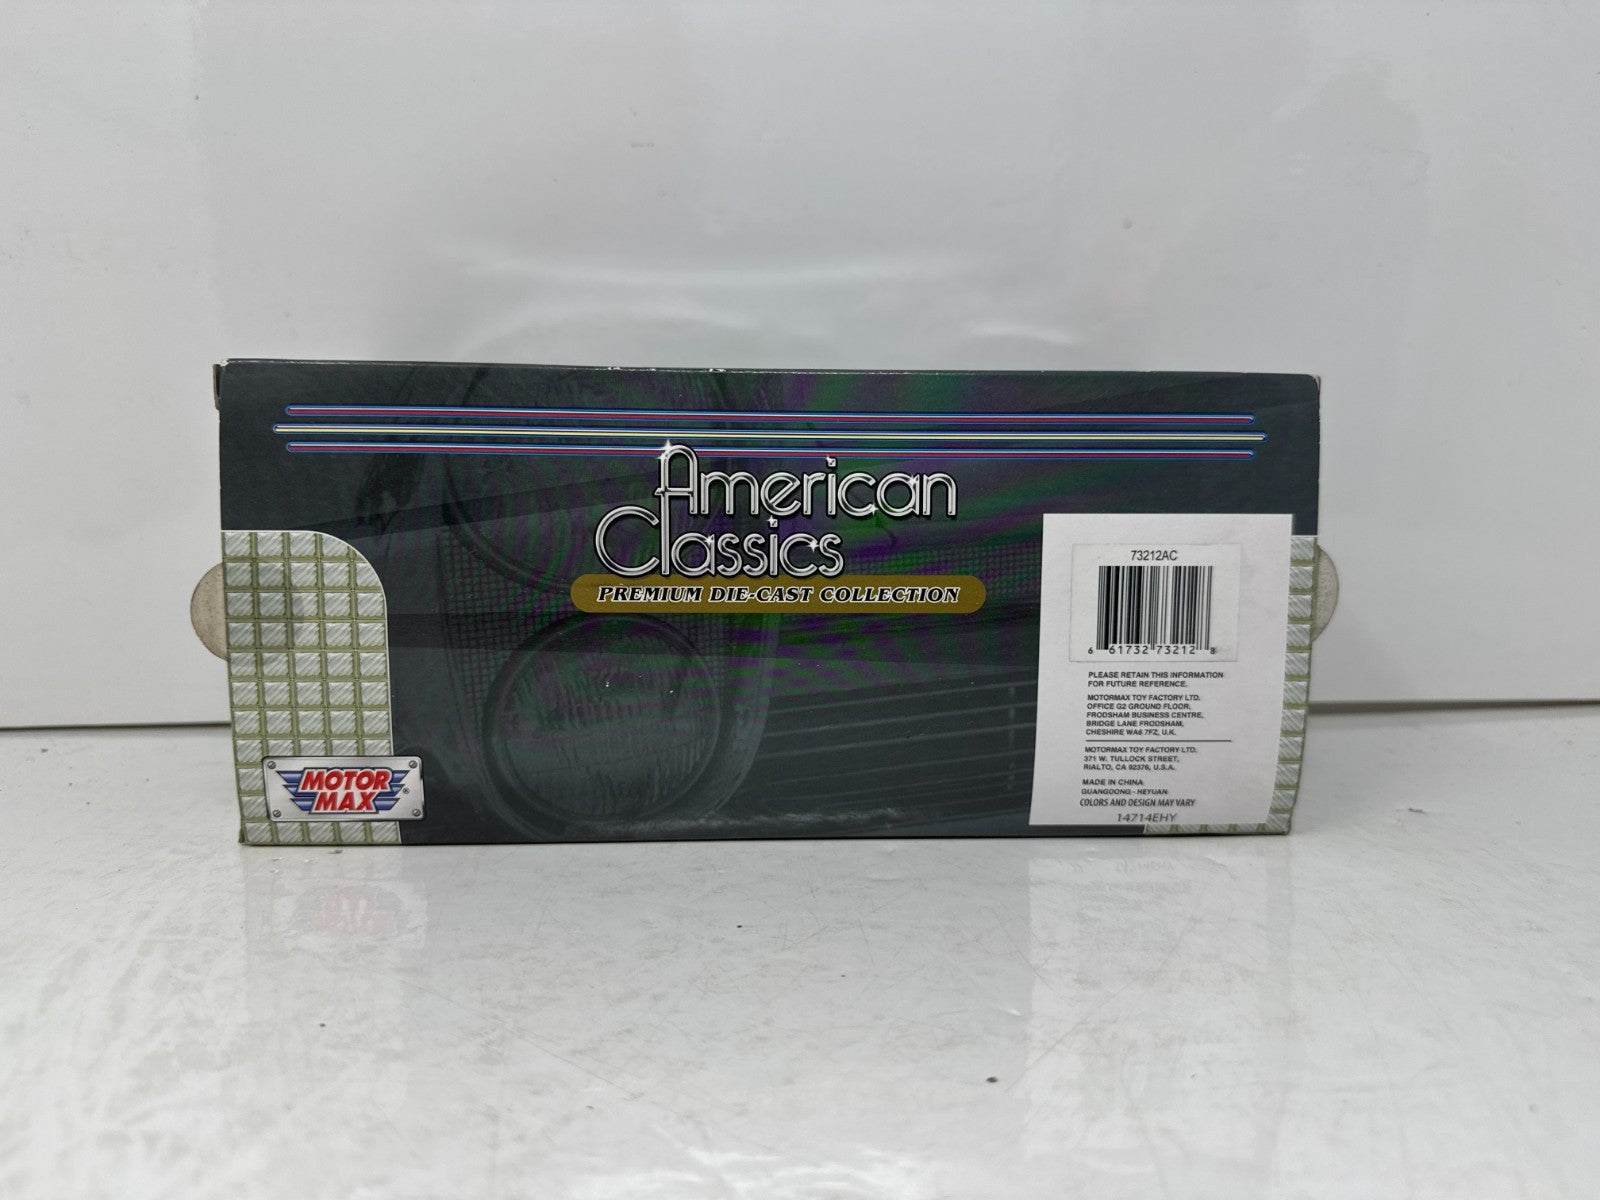 American
Classics
PREMIUM DIE-CAST COLLECTION
MOTOR
MAX
®
73212AC
6 61732 73212 8
PLEASE RETAIN THIS INFORMATION
FOR FUTURE REFERENCE.
MOTORMAX TOY FACTORY LTD.
OFFICE G2 GROUND FLOOR,
FRODSHAM BUSINESS CENTRE,
BRIDGE LANE FRODSHAM,
CHESHIRE WA6 7FZ, U.K.
MOTORMAX TOY FACTORY LTD.
371 W. TULLOCK STREET,
RIALTO, CA 92376, U.S.A.
MADE IN CHINA
GUANGDONG - HEYUAN
COLORS AND DESIGN MAY VARY
14714EHY